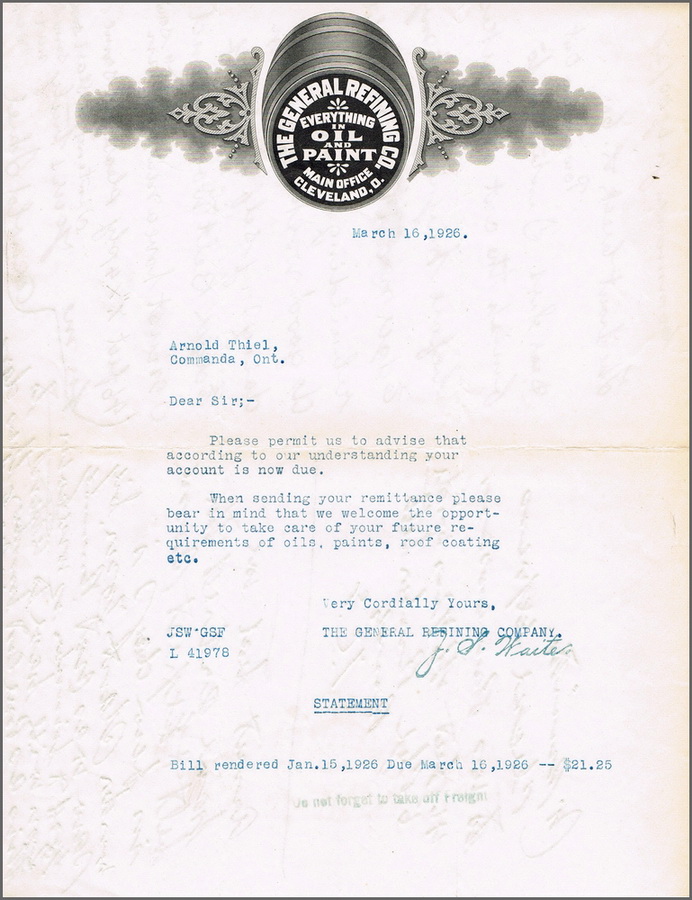 THE GENERAL REFINING CO.
EVERYTHING
IN
OIL
AND
PAINT
MAIN OFFICE
CLEVELAND, O.
March 16,1926.
Arnold Thiel,
Commanda, Ont.
Dear Sir;-
Please permit us to advise that
according to our understanding your
account is now due.
When sending your remittance please
bear in mind that we welcome the opport-
unity to take care of your future re-
quirements of oils, paints, roof coating
etc.
Very Cordially Yours,
JSW*GSF THE GENERAL REFINING COMPANY.
J. S. Waite
L 41978
STATEMENT
Bill rendered Jan.15,1926 Due March 16,1926 -- $21.25
Do not forget to take off Freight